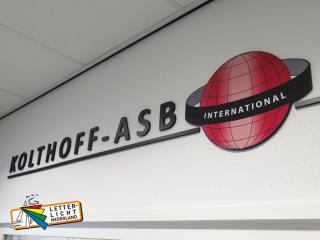 KOLTHOFF-ASB
INTERNATIONAL
LETTER-
LICHT
NEDERLAND